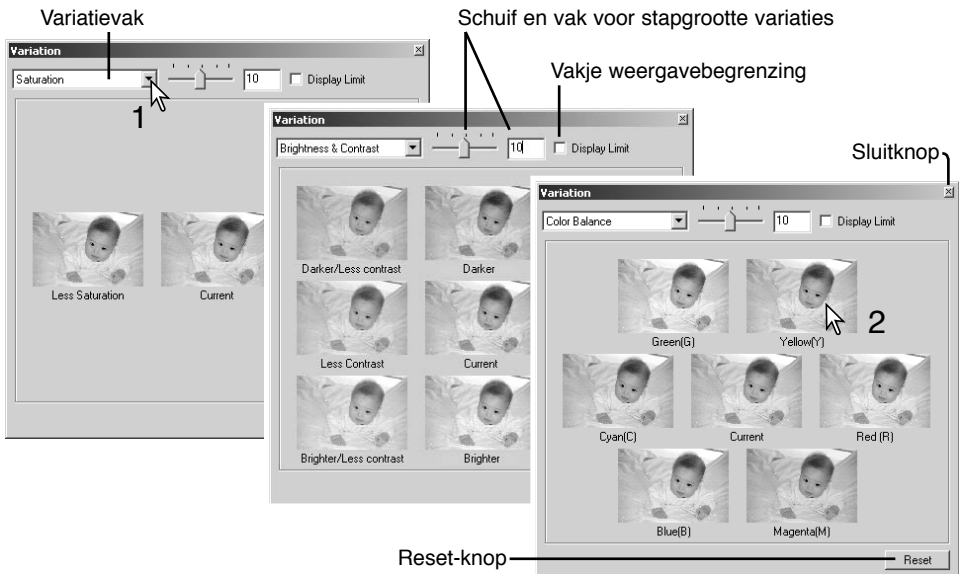 Variatievak
Schuif en vak voor stapgrootte variaties
Vakje weergavebegrenzing
Sluitknop
Variation
Saturation
10
Display Limit
1
Less Saturation
Current
Variation
Brightness & Contrast
10
Display Limit
Darker/Less contrast
Darker
Less Contrast
Current
Brighter/Less contrast
Brighter
Variation
Color Balance
10
Display Limit
2
Green(G)
Yellow(Y)
Cyan(C)
Current
Red (R)
Blue(B)
Magenta(M)
Reset-knop
Reset